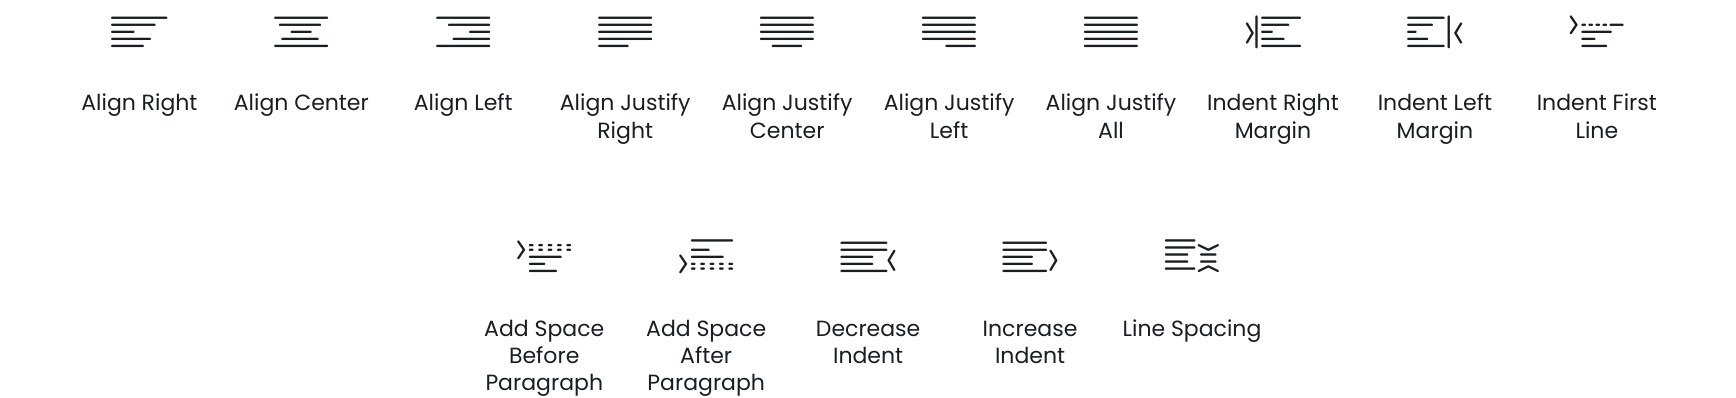 Align Right
Align Center
Align Left
Align Justify
Right
Align Justify
Center
Align Justify
Left
Align Justify
All
Indent Right
Margin
Indent Left
Margin
Indent First
Line
Add Space
Before
Paragraph
Add Space
After
Paragraph
Decrease
Indent
Increase
Indent
Line Spacing